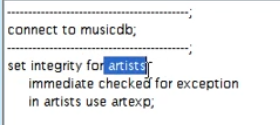 --------------------------------------------;
connect to musicdb;
--------------------------------------------;
set integrity for artists
immediate checked for exception
in artists use artexp;